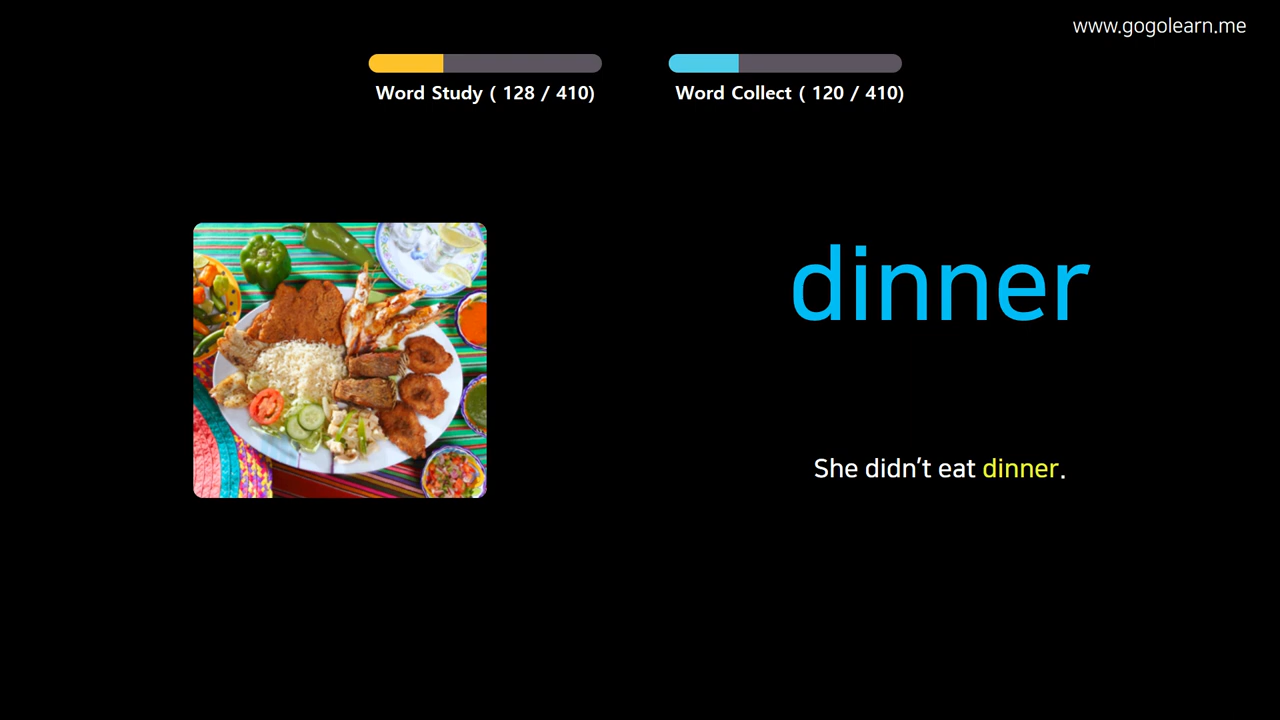 www.gogolearn.me
Word Study ( 128 / 410)
Word Collect ( 120 / 410)
dinner
She didn’t eat dinner.